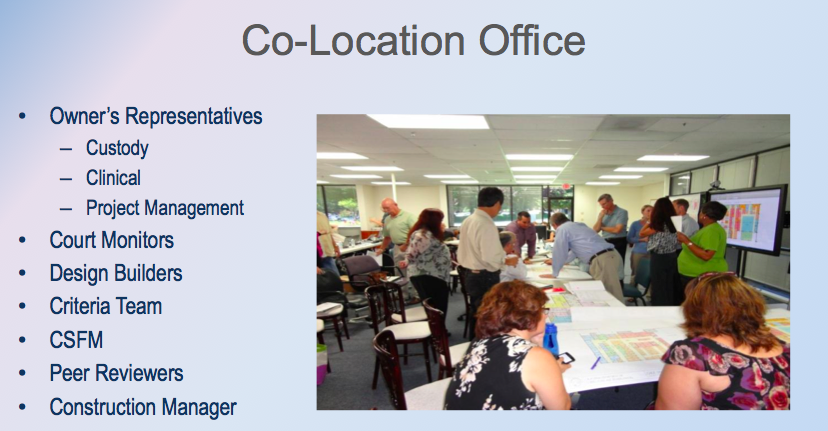 Co-Location Office
• Owner's Representatives
– Custody
– Clinical
– Project Management
• Court Monitors
• Design Builders
• Criteria Team
• CSFM
• Peer Reviewers
• Construction Manager